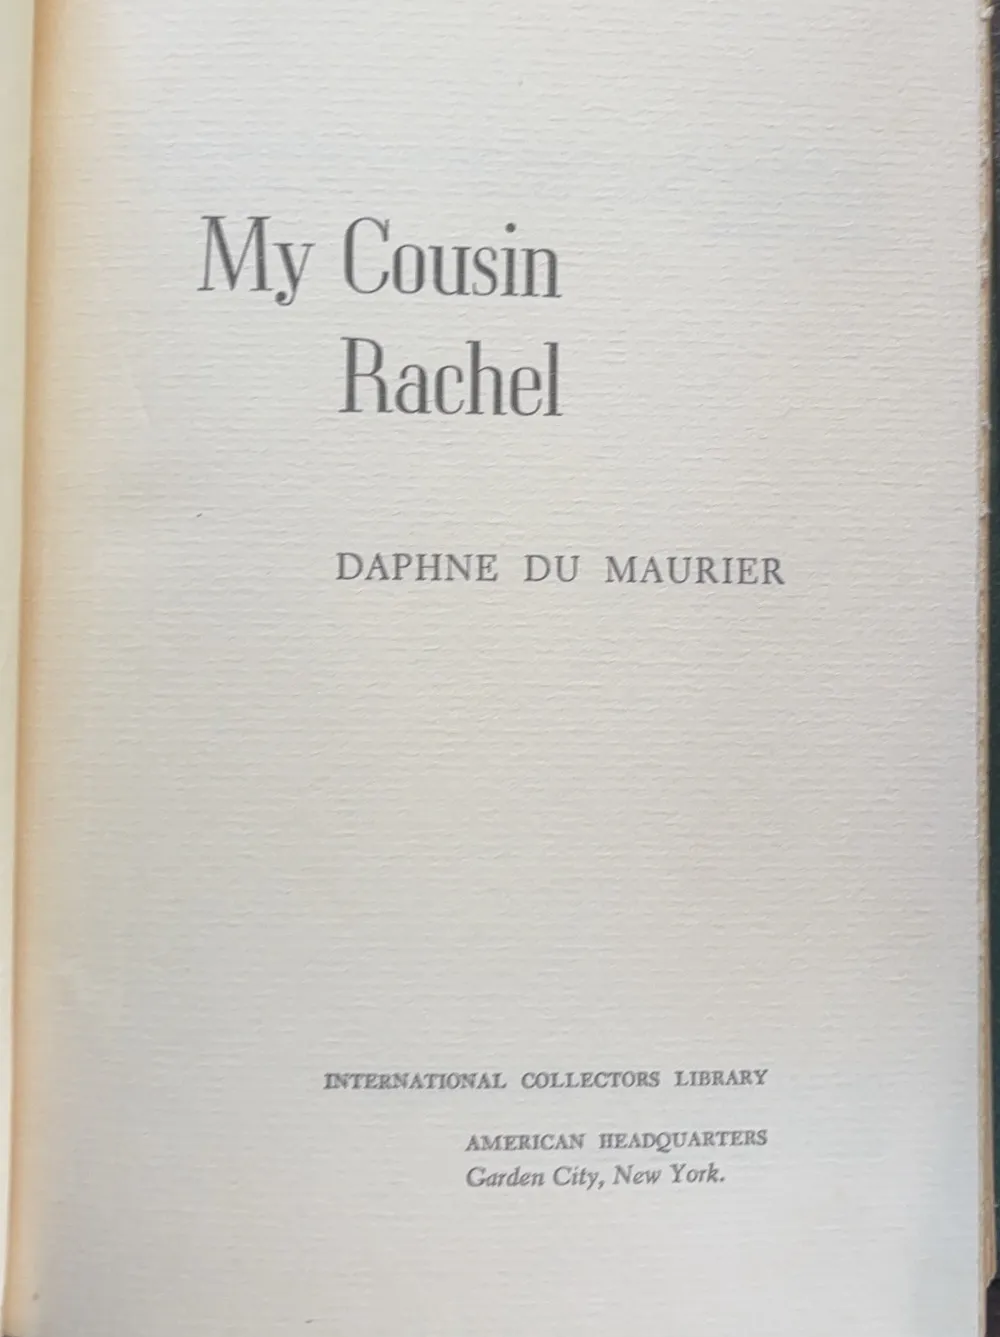 My Cousin
Rachel
DAPHNE DU MAURIER
INTERNATIONAL COLLECTORS LIBRARY
AMERICAN HEADQUARTERS
Garden City, New York.